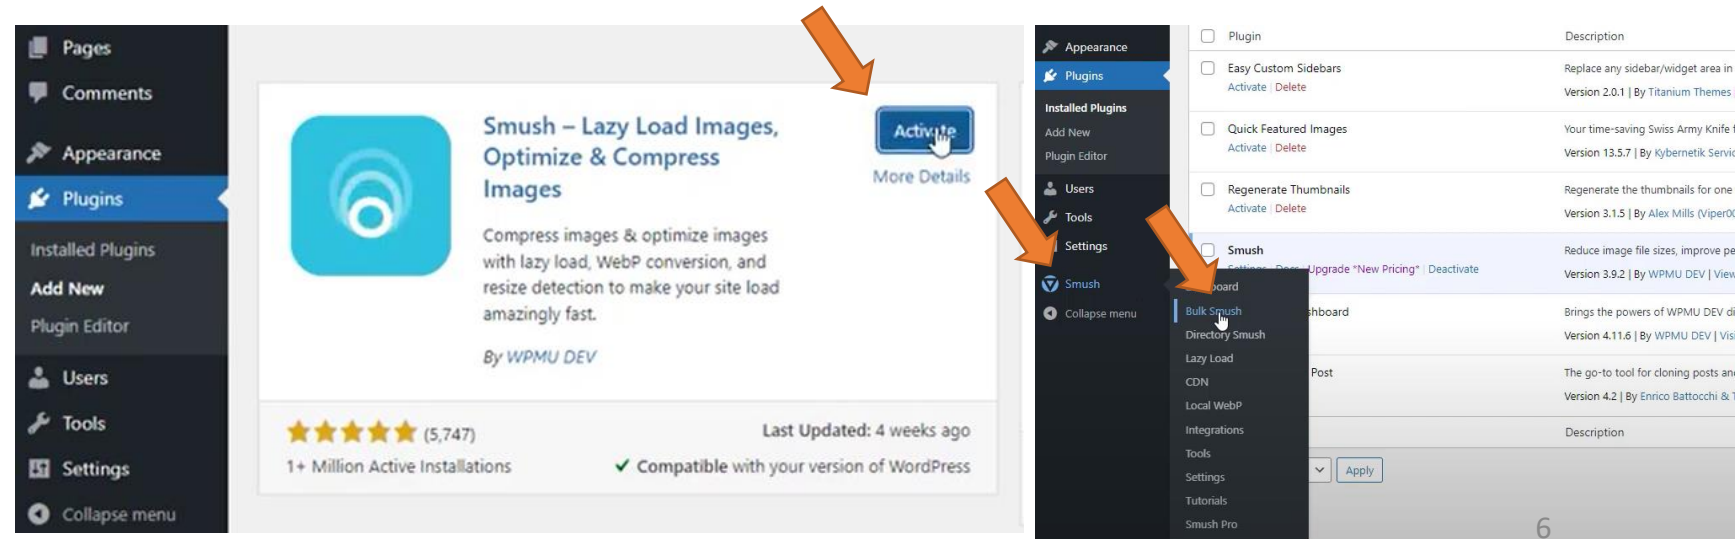 Pages
Comments
Appearance
Plugins
Installed Plugins
Add New
Plugin Editor
Users
Tools
Settings
Collapse menu
Smush – Lazy Load Images,
Optimize & Compress
Images
Activate
More Details
Compress images & optimize images
with lazy load, WebP conversion, and
resize detection to make your site load
amazingly fast.
By WPMU DEV
(5,747)
1+ Million Active Installations
Last Updated: 4 weeks ago
Compatible with your version of WordPress
Appearance
Plugins
Installed Plugins
Add New
Plugin Editor
Users
Tools
Settings
Smush
Collapse menu
Bulk Smush
Directory Smush
Lazy Load
CDN
Local WebP
Integrations
Tools
Settings
Tutorials
Smush Pro
Plugin Description
Easy Custom Sidebars
Activate | Delete
Replace any sidebar/widget area in
Version 2.0.1 | By Titanium Themes
Quick Featured Images
Activate | Delete
Your time-saving Swiss Army Knife
Version 13.5.7 | By Kybernetik
Regenerate Thumbnails
Activate | Delete
Regenerate the thumbnails for one
Version 3.1.5 | By Alex Mills
Smush
Upgrade *New Pricing* | Deactivate
Reduce image file sizes, improve
Version 3.9.2 | By WPMU DEV | View
Brings the powers of WPMU DEV
Version 4.11.6 | By WPMU DEV |
Post
The go-to tool for cloning posts
Version 4.2 | By Enrico Battocchi &
Description
Apply
6